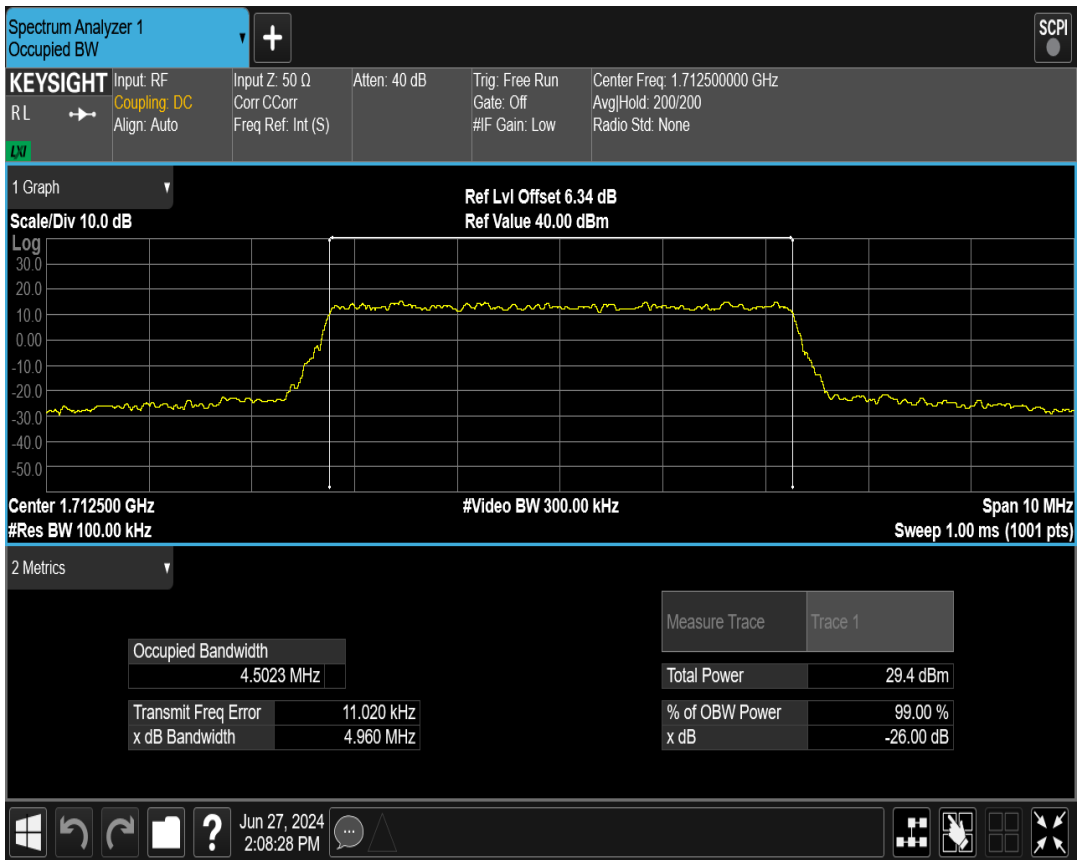 Spectrum Analyzer 1
Occupied BW
+
SCPI
KEYSIGHT
R L
LXI
Input: RF
Coupling: DC
Align: Auto
Input Z: 50 Ω
Corr CCorr
Freq Ref: Int (S)
Atten: 40 dB
Trig: Free Run
Gate: Off
#IF Gain: Low
Center Freq: 1.712500000 GHz
Avg|Hold: 200/200
Radio Std: None
1 Graph
Scale/Div 10.0 dB
Ref Lvl Offset 6.34 dB
Ref Value 40.00 dBm
Log
30.0
20.0
10.0
0.00
-10.0
-20.0
-30.0
-40.0
-50.0
Center 1.712500 GHz
#Video BW 300.00 kHz
Span 10 MHz
#Res BW 100.00 kHz
Sweep 1.00 ms (1001 pts)
2 Metrics
Measure Trace Trace 1
Occupied Bandwidth
4.5023 MHz
Total Power 29.4 dBm
Transmit Freq Error 11.020 kHz
% of OBW Power 99.00 %
x dB Bandwidth 4.960 MHz
x dB -26.00 dB
?
Jun 27, 2024
2:08:28 PM